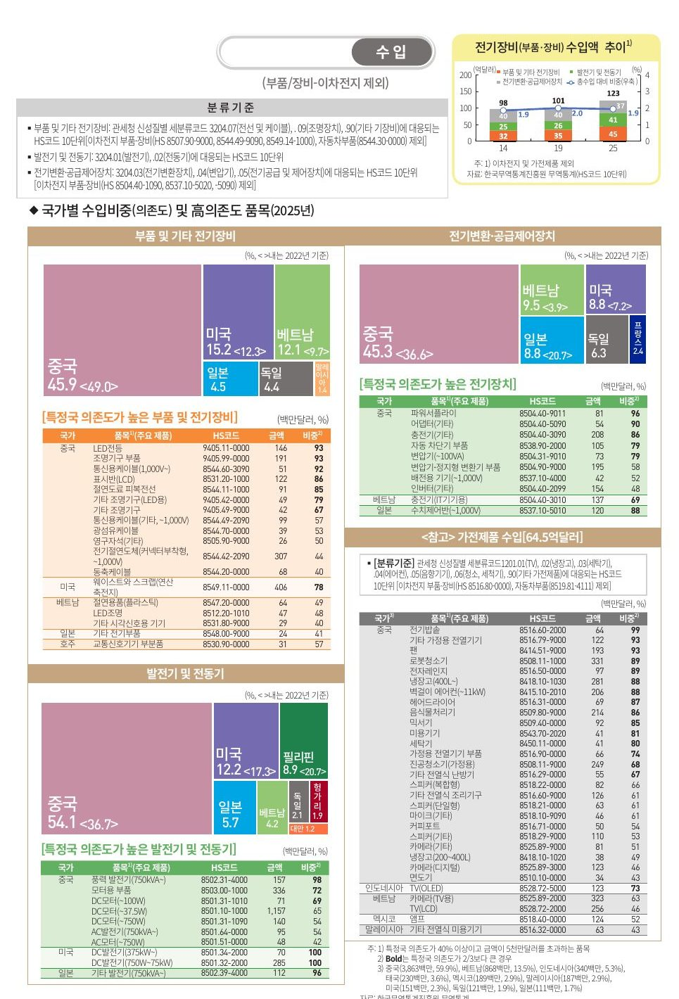 수 입
(부품/장비-이차전지 제외)
분 류 기 준
▪ 부품 및 기타 전기장비: 관세청 신성질별 세분류코드 3204.07(전선 및 케이블), . 09(조명장치), .90(기타 기장비)에 대응되는
HS코드 10단위[이차전지 부품·장비(HS 8507.90-9000, 8544.49-9090, 8549.14-1000), 자동차부품(8544.30-0000) 제외]
▪ 발전기 및 전동기: 3204.01(발전기), .02(전동기)에 대응되는 HS코드 10단위
▪ 전기변환·공급제어장치: 3204.03(전기변환장치), .04(변압기), .05(전기공급 및 제어장치)에 대응되는 HS코드 10단위
[이차전지 부품·장비(HS 8504.40-1090, 8537.10-5020, -5090) 제외]
전기장비(부품·장비) 수입액 추이1)
(억달러) 부품 및 기타 전기장비 발전기 및 전동기 (%)
전기변환·공급제어장치 총수입 대비 비중(우축)
200 4
150 3
100 2
50 1
0 0
98 101 123
40 1.9 40 2.0 37 1.9
25 26 41
32 35 45
14 19 25
주: 1) 이차전지 및 가전제품 제외
자료: 한국무역통계진흥원 무역통계(HS코드 10단위)
◆ 국가별 수입비중(의존도) 및 高의존도 품목(2025년)
부품 및 기타 전기장비
(%, < >내는 2022년 기준)
중국
45.9 <49.0>
미국
15.2 <12.3>
베트남
12.1 <9.7>
일본
4.5
독일
4.4
말레
이시
아
1.4
[특정국 의존도가 높은 부품 및 전기장비]
(백만달러, %)
국가 품목1)(주요 제품) HS코드 금액 비중2)
중국 LED전등 9405.11-0000 146 93
조명기구 부품 9405.99-0000 191 93
통신용케이블(1,000V~) 8544.60-3090 51 92
표시반(LCD) 8531.20-1000 122 86
절연도료 피복전선 8544.11-1000 91 85
기타 조명기구(LED용) 9405.42-0000 49 79
기타 조명기구 9405.49-9000 42 67
통신용케이블(기타, ~1,000V) 8544.49-2090 99 57
광섬유케이블 8544.70-0000 39 53
영구자석(기타) 8505.90-9000 26 50
전기절연도체(커넥터부착형,
~1,000V) 8544.42-2090 307 44
동축케이블 8544.20-0000 68 40
미국 웨이스트와 스크랩(연산
축전지) 8549.11-0000 406 78
베트남 절연용품(플라스틱) 8547.20-0000 64 49
LED조명 8512.20-1010 47 48
기타 시각신호용 기기 8531.80-9000 29 40
일본 기타 전기부품 8548.00-9000 24 41
호주 교통신호기기 부분품 8530.90-0000 31 57
발전기 및 전동기
(%, < >내는 2022년 기준)
중국
54.1 <36.7>
미국
12.2 <17.3>
필리핀
8.9 <20.7>
일본
5.7
베트남
4.2
독
일
2.1
헝
가
리
1.9
대만 1.2
[특정국 의존도가 높은 발전기 및 전동기]
(백만달러, %)
국가 품목1)(주요 제품) HS코드 금액 비중2)
중국 풍력 발전기(750kVA~) 8502.31-4000 157 98
모터용 부품 8503.00-1000 336 72
DC모터(~100W) 8501.31-1010 71 69
DC모터(~37.5W) 8501.10-1000 1,157 65
DC모터(~750W) 8501.31-1090 140 54
AC발전기(750kVA~) 8501.64-0000 95 54
AC모터(~750W) 8501.51-0000 48 42
미국 DC발전기(375kW~) 8501.34-2000 70 100
DC발전기(750W~75kW) 8501.32-2000 285 100
일본 기타 발전기(750kVA~) 8502.39-4000 112 96
전기변환·공급제어장치
(%, < >내는 2022년 기준)
중국
45.3 <36.6>
베트남
9.5 <3.9>
미국
8.8 <7.2>
일본
8.8 <20.7>
독일
6.3
프
랑
스
2.4
[특정국 의존도가 높은 전기장치]
(백만달러, %)
국가 품목1)(주요 제품) HS코드 금액 비중2)
중국 파워서플라이 8504.40-9011 81 96
어댑터(기타) 8504.40-5090 54 90
충전기(기타) 8504.40-3090 208 86
자동 차단기 부품 8538.90-2000 105 79
변압기(~100VA) 8504.31-9010 73 79
변압기·정지형 변환기 부품 8504.90-9000 195 58
배전용 기기(~1,000V) 8537.10-4000 42 52
인버터(기타) 8504.40-2099 154 48
베트남 충전기(IT기기용) 8504.40-3010 137 69
일본 수치제어반(~1,000V) 8537.10-5010 120 88
<참고> 가전제품 수입[64.5억달러]
▪ [분류기준] 관세청 신성질별 세분류코드1201.01(TV), .02(냉장고), .03(세탁기),
.04(에어컨), .05(음향기기), .06(청소, 세척기), .90(기타 가전제품)에 대응되는 HS코드
10단위 [이차전지 부품·장비(HS 8516.80-0000), 자동차부품(8519.81-4111) 제외]
(백만달러, %)
국가3) 품목1)(주요 제품) HS코드 금액 비중2)
중국 전기밥솥 8516.60-2000 64 99
기타 가정용 전열기기 8516.79-9000 122 93
팬 8414.51-9000 193 93
로봇청소기 8508.11-1000 331 89
전자레인지 8516.50-0000 97 89
냉장고(400L~) 8418.10-1030 281 88
벽걸이 에어컨(~11kW) 8415.10-2010 206 88
헤어드라이어 8516.31-0000 69 87
음식물처리기 8509.80-9000 214 86
믹서기 8509.40-0000 92 85
미용기기 8543.70-2020 41 81
세탁기 8450.11-0000 41 80
가정용 전열기기 부품 8516.90-0000 66 74
진공청소기(가정용) 8508.11-9000 249 68
기타 전열식 난방기 8516.29-0000 55 67
스피커(복합형) 8518.22-0000 82 66
기타 전열식 조리기구 8516.60-9000 126 61
스피커(단일형) 8518.21-0000 63 61
마이크(기타) 8518.10-9090 46 61
커피포트 8516.71-0000 50 54
스피커(기타) 8518.29-9000 110 53
카메라(기타) 8525.89-9000 81 51
냉장고(200~400L) 8418.10-1020 38 49
카메라(디지털) 8525.89-3000 123 46
면도기 8510.10-0000 34 43
인도네시아 TV(OLED) 8528.72-5000 123 73
베트남 카메라(TV용) 8525.89-2000 323 63
TV(LCD) 8528.72-2000 256 46
멕시코 앰프 8518.40-0000 124 52
말레이시아 기타 전열식 미용기기 8516.32-0000 63 43
주: 1) 특정국 의존도가 40% 이상이고 금액이 5천만달러를 초과하는 품목
2) Bold는 특정국 의존도가 2/3보다 큰 경우
3) 중국(3,863백만, 59.9%), 베트남(868백만, 13.5%), 인도네시아(340백만, 5.3%),
태국(230백만, 3.6%), 멕시코(189백만, 2.9%), 말레이시아(187백만, 2.9%),
미국(151백만, 2.3%), 독일(121백만, 1.9%), 일본(111백만, 1.7%)
자료: 한국무역통계진흥원 무역통계